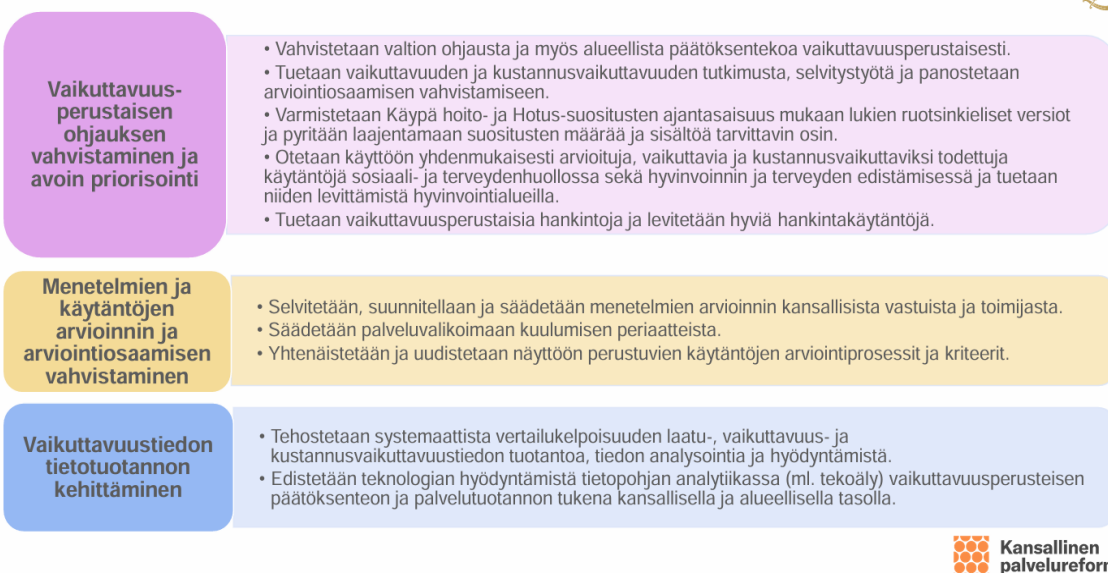 Vaikuttavuus-
perustaisen
ohjauksen
vahvistaminen ja
avoin priorisointi
• Vahvistetaan valtion ohjausta ja myös alueellista päätöksentekoa vaikuttavuusperustaisesti.
• Tuetaan vaikuttavuuden ja kustannusvaikuttavuuden tutkimusta, selvitystyötä ja panostetaan
arviointiosaamisen vahvistamiseen.
• Varmistetaan Käypä hoito- ja Hotus-suositusten ajantasaisuus mukaan lukien ruotsinkieliset versiot
ja pyritään laajentamaan suositusten määrää ja sisältöä tarvittavin osin.
• Otetaan käyttöön yhdenmukaisesti arvioituja, vaikuttavia ja kustannusvaikuttaviksi todettuja
käytäntöjä sosiaali- ja terveydenhuollossa sekä hyvinvoinnin ja terveyden edistämisessä ja tuetaan
niiden levittämistä hyvinvointialueilla.
• Tuetaan vaikuttavuusperustaisia hankintoja ja levitetään hyviä hankintakäytäntöjä.
Menetelmien ja
käytäntöjen
arvioinnin ja
arviointiosaamisen
vahvistaminen
• Selvitetään, suunnitellaan ja säädetään menetelmien arvioinnin kansallisista vastuista ja toimijasta.
• Säädetään palveluvalikoimaan kuulumisen periaatteista.
• Yhtenäistetään ja uudistetaan näyttöön perustuvien käytäntöjen arviointiprosessit ja kriteerit.
Vaikuttavuustiedon
tietotuotannon
kehittäminen
• Tehostetaan systemaattista vertailukelpoisuuden laatu-, vaikuttavuus- ja
kustannusvaikuttavuustiedon tuotantoa, tiedon analysointia ja hyödyntämistä.
• Edistetään teknologian hyödyntämistä tietopohjan analytiikassa (ml. tekoäly) vaikuttavuusperusteisen
päätöksenteon ja palvelutuotannon tukena kansallisella ja alueellisella tasolla.
Kansallinen
palvelureform